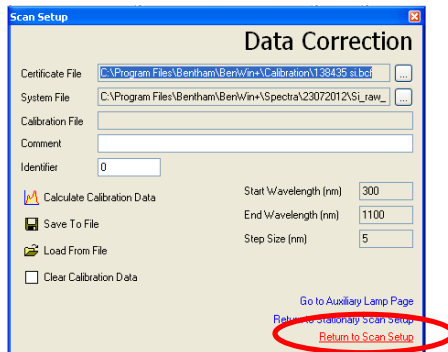 Scan Setup
Data Correction
Certificate File C:\Program Files\Bentham\BenWin+\Calibration\138435 si.bcf ...
System File C:\Program Files\Bentham\BenWin+\Spectra\23072012\Si_raw_ ...
Calibration File
Comment
Identifier 0
Calculate Calibration Data
Save To File
Load From File
Clear Calibration Data
Start Wavelength (nm) 300
End Wavelength (nm) 1100
Step Size (nm) 5
Go to Auxiliary Lamp Page
Return to Stationary Scan Setup
Return to Scan Setup